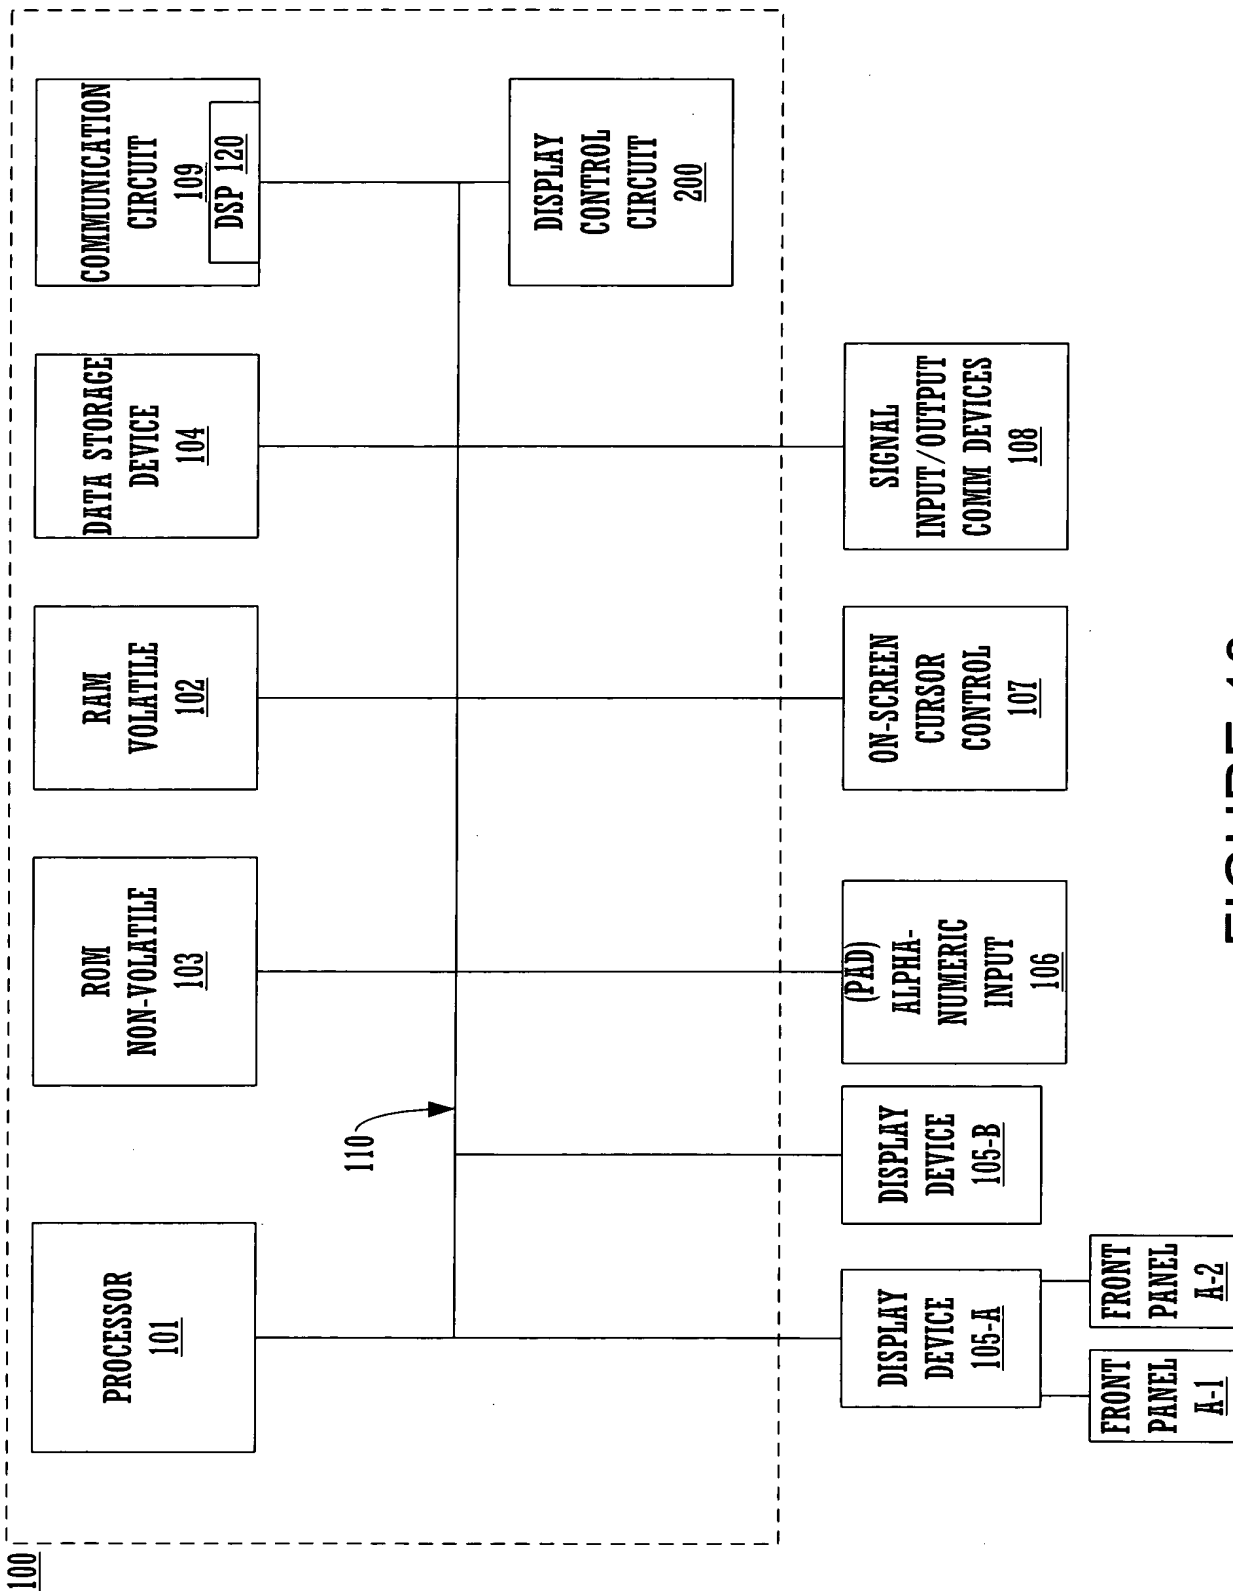 100
PROCESSOR
101
ROM
NON-VOLATILE
103
RAM
VOLATILE
102
DATA STORAGE
DEVICE
104
COMMUNICATION
CIRCUIT
109
DSP 120
110
DISPLAY
CONTROL
CIRCUIT
200
DISPLAY
DEVICE
105-A
DISPLAY
DEVICE
105-B
(PAD)
ALPHA-
NUMERIC
INPUT
106
ON-SCREEN
CURSOR
CONTROL
107
SIGNAL
INPUT/OUTPUT
COMM DEVICES
108
FRONT
PANEL
A-1
FRONT
PANEL
A-2
FIGURE